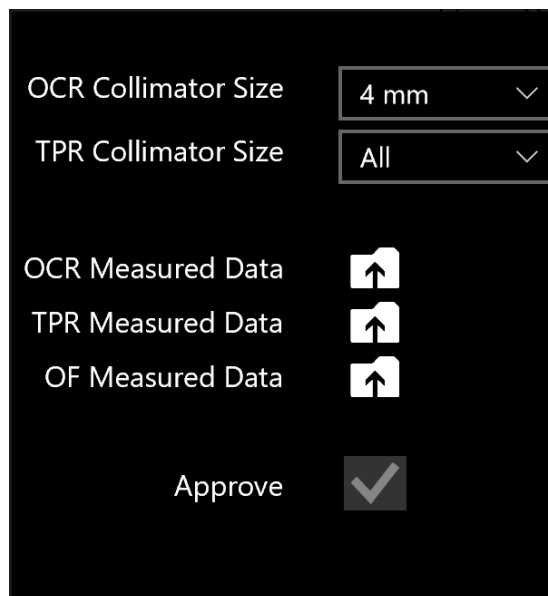 OCR Collimator Size 4 mm
TPR Collimator Size All
OCR Measured Data
TPR Measured Data
OF Measured Data
Approve